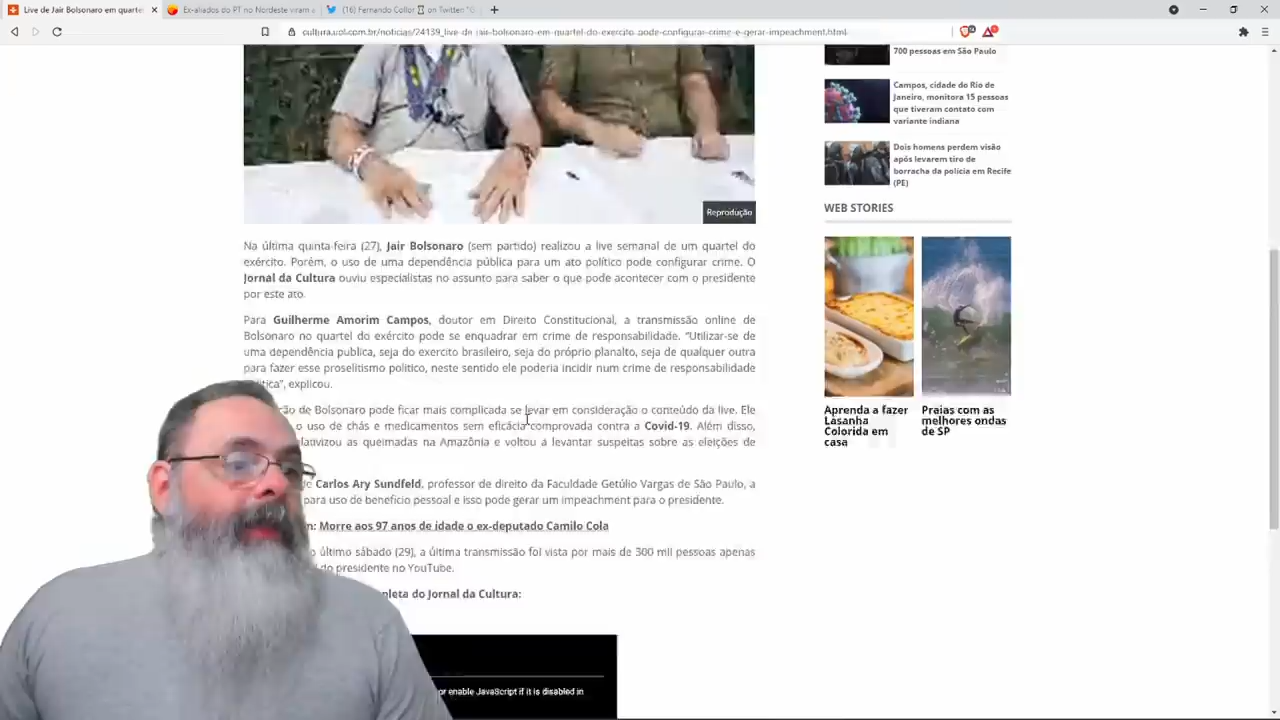 Live de Jair Bolsonaro em quarte
Ex-aliados do PT no Nordeste viram a
(16) Fernando Collor on Twitter: "G
cultura.uol.com.br/noticias/24139_live-de-jair-bolsonaro-em-quartel-do-exercito-pode-configurar-crime-e-gerar-impeachment.html
700 pessoas em São Paulo
Campos, cidade do Rio de
Janeiro, monitora 15 pessoas
que tiveram contato com
variante indiana
Dois homens perdem visão
após levarem tiro de
borracha da polícia em Recife
(PE)
WEB STORIES
Aprenda a fazer
Lasanha
Colorida em
casa
Praias com as
melhores ondas
de SP
Reprodução
Na última quinta-feira (27), Jair Bolsonaro (sem partido) realizou a live semanal de um quartel do
exército. Porém, o uso de uma dependência pública para um ato político pode configurar crime. O
Jornal da Cultura ouviu especialistas no assunto para saber o que pode acontecer com o presidente
por este ato.
Para Guilherme Amorim Campos, doutor em Direito Constitucional, a transmissão online de
Bolsonaro no quartel do exército pode se enquadrar em crime de responsabilidade. "Utilizar-se de
uma dependência publica, seja do exercito brasileiro, seja do próprio planalto, seja de qualquer outra
para fazer esse proselitismo político, neste sentido ele poderia incidir num crime de responsabilidade
", explicou.
de Bolsonaro pode ficar mais complicada se levar em consideração o conteúdo da live. Ele
uso de chás e medicamentos sem eficácia comprovada contra a Covid-19. Além disso,
as queimadas na Amazônia e voltou a levantar suspeitas sobre as eleições de
Carlos Ary Sundfeld, professor de direito da Faculdade Getúlio Vargas de São Paulo, a
para uso de benefício pessoal e isso pode gerar um impeachment para o presidente.
Morre aos 97 anos de idade o ex-deputado Camilo Cola
último sábado (29), a última transmissão foi vista por mais de 300 mil pessoas apenas
do presidente no YouTube.
do Jornal da Cultura:
or enable JavaScript if it is disabled in